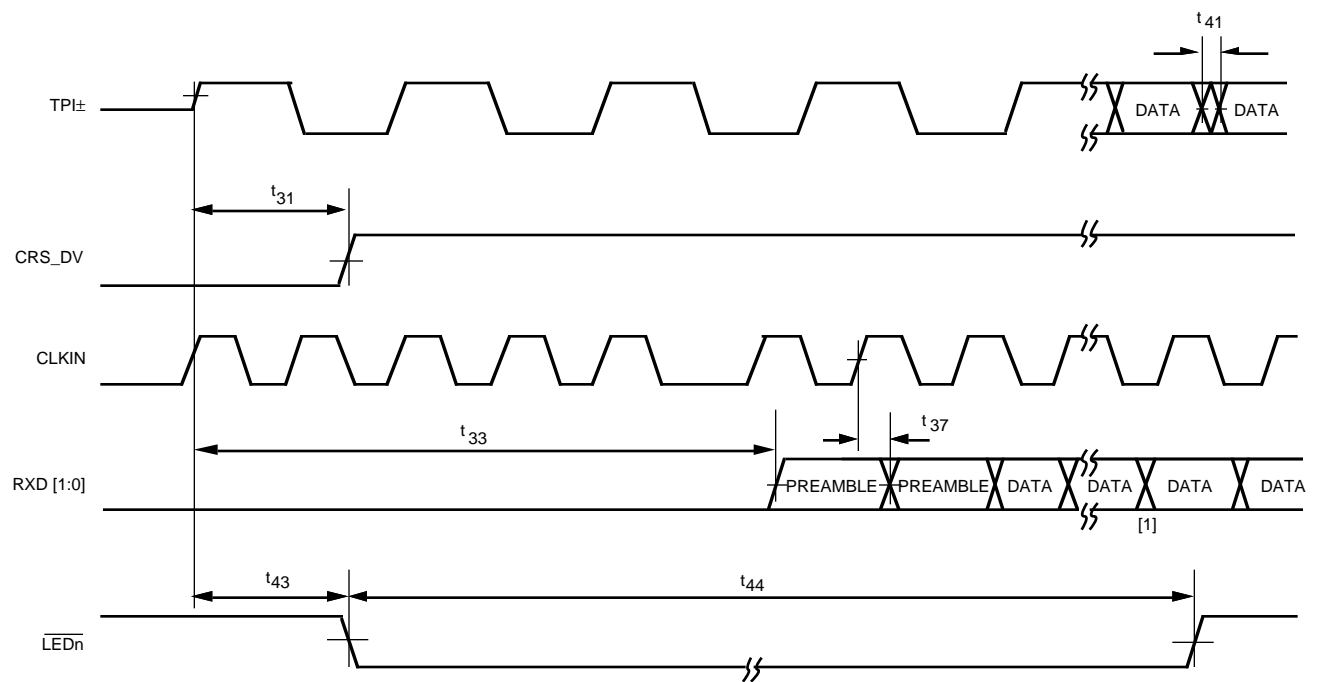 t41
TPI± DATA DATA
t31
CRS_DV
CLKIN
t33 t37
RXD [1:0] PREAMBLE PREAMBLE DATA DATA DATA DATA
[1]
t43 t44
LEDn